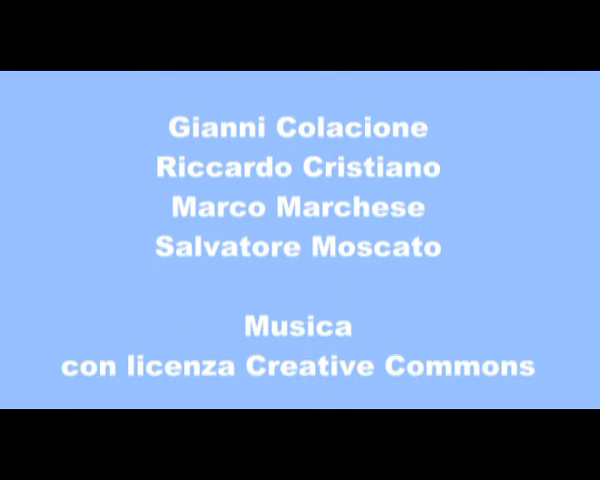 Gianni Colacione
Riccardo Cristiano
Marco Marchese
Salvatore Moscato
Musica
con licenza Creative Commons